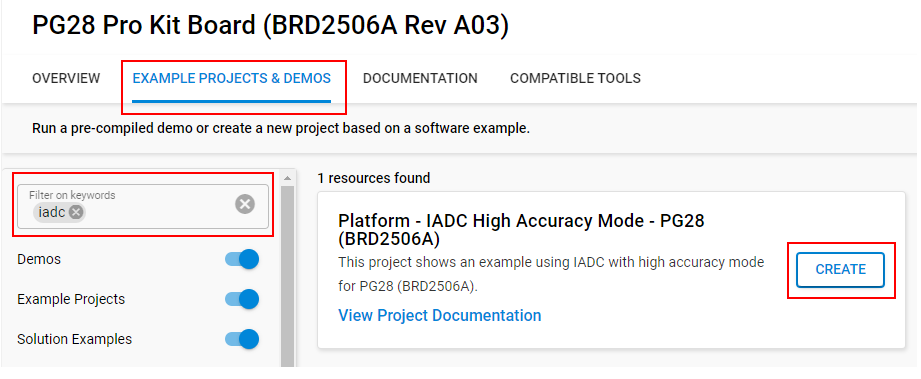 PG28 Pro Kit Board (BRD2506A Rev A03)
OVERVIEW EXAMPLE PROJECTS & DEMOS DOCUMENTATION COMPATIBLE TOOLS
Run a pre-compiled demo or create a new project based on a software example.
Filter on keywords
iadc
Demos
Example Projects
Solution Examples
1 resources found
Platform - IADC High Accuracy Mode - PG28
(BRD2506A)
This project shows an example using IADC with high accuracy mode
for PG28 (BRD2506A).
View Project Documentation
CREATE